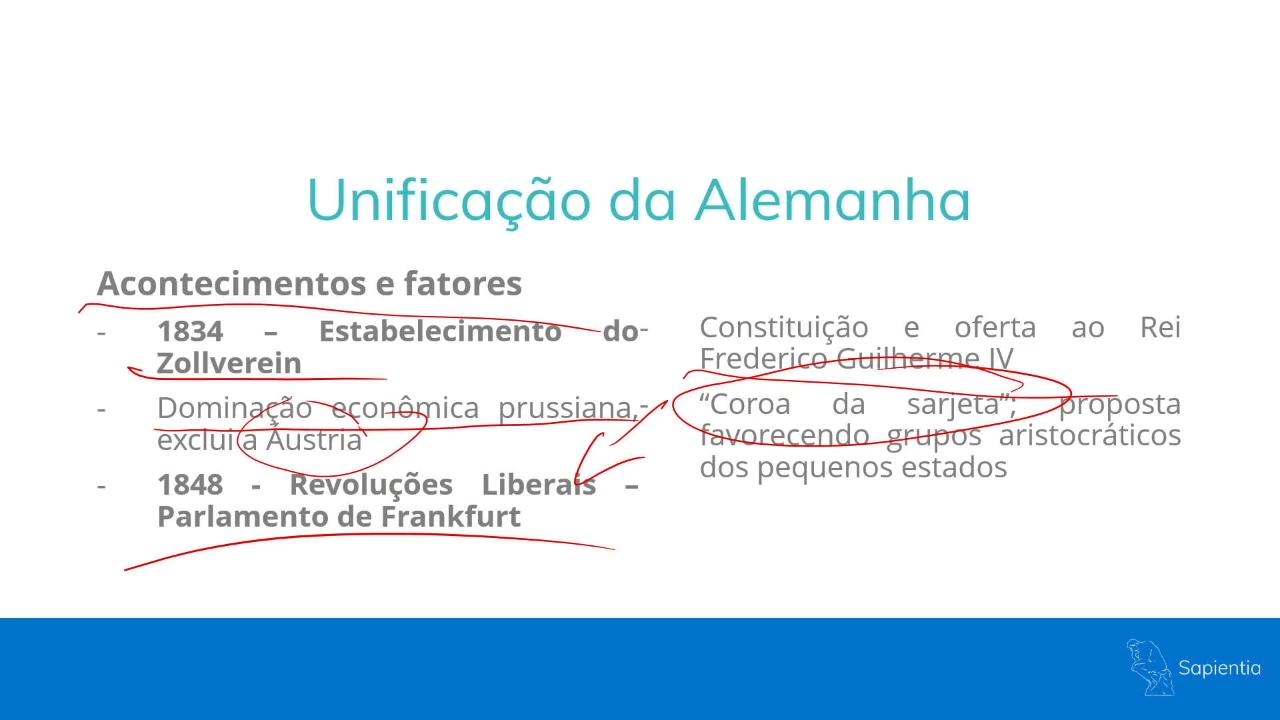 Unificação da Alemanha
Acontecimentos e fatores
- 1834 – Estabelecimento do
Zollverein
- Dominação econômica prussiana,
exclui a Áustria
- 1848 - Revoluções Liberais –
Parlamento de Frankfurt
- Constituição e oferta ao Rei
Frederico Guilherme IV
- “Coroa da sarjeta”; proposta
favorecendo grupos aristocráticos
dos pequenos estados
Sapientia